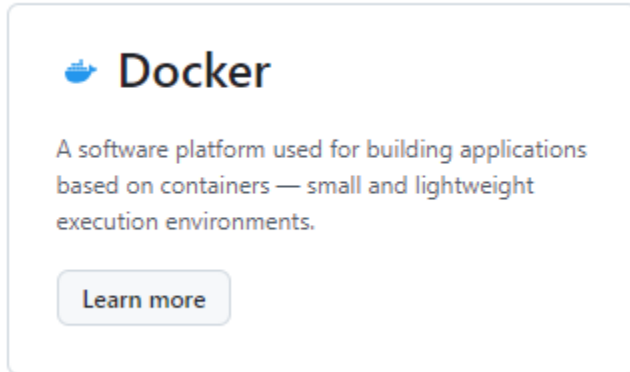 Docker
A software platform used for building applications
based on containers — small and lightweight
execution environments.
Learn more